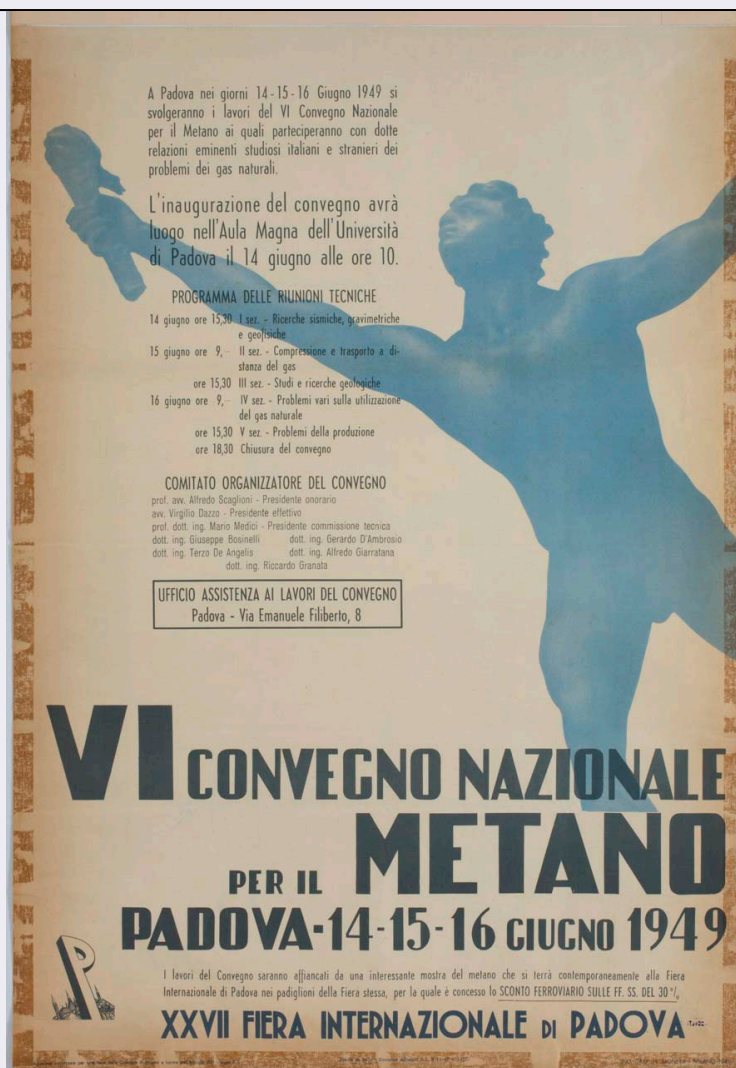 A Padova nei giorni 14-15-16 Giugno 1949 si
svolgeranno i lavori del VI Convegno Nazionale
per il Metano ai quali parteciperanno con dotte
relazioni eminenti studiosi italiani e stranieri dei
problemi dei gas naturali.
L'inaugurazione del convegno avrà
luogo nell'Aula Magna dell'Università
di Padova il 14 giugno alle ore 10.
PROGRAMMA DELLE RIUNIONI TECNICHE
14 giugno ore 15,30 I sez. - Ricerche sismiche, gravimetriche
e geofisiche
15 giugno ore 9,- II sez. - Compressione e trasporto a di-
stanza del gas
ore 15,30 III sez. - Studi e ricerche geologiche
16 giugno ore 9,- IV sez. - Problemi vari sulla utilizzazione
del gas naturale
ore 15,30 V sez. - Problemi della produzione
ore 18,30 Chiusura del convegno
COMITATO ORGANIZZATORE DEL CONVEGNO
prof. avv. Alfredo Scaglioni - Presidente onorario
avv. Virgilio Dazzo - Presidente effettivo
prof. dott. ing. Mario Medici - Presidente commissione tecnica
dott. ing. Giuseppe Bosinelli dott. ing. Gerardo D'Ambrosio
dott. ing. Terzo De Angelis dott. ing. Alfredo Giarratana
dott. ing. Riccardo Granata
UFFICIO ASSISTENZA AI LAVORI DEL CONVEGNO
Padova - Via Emanuele Filiberto, 8
VI CONVEGNO NAZIONALE
PER IL METANO
PADOVA-14-15-16 GIUGNO 1949
P
I lavori del Convegno saranno affiancati da una interessante mostra del metano che si terrà contemporaneamente alla Fiera
Internazionale di Padova nei padiglioni della Fiera stessa, per la quale è concesso lo SCONTO FERROVIARIO SULLE FF. SS. DEL 30%
XXVII FIERA INTERNAZIONALE DI PADOVA